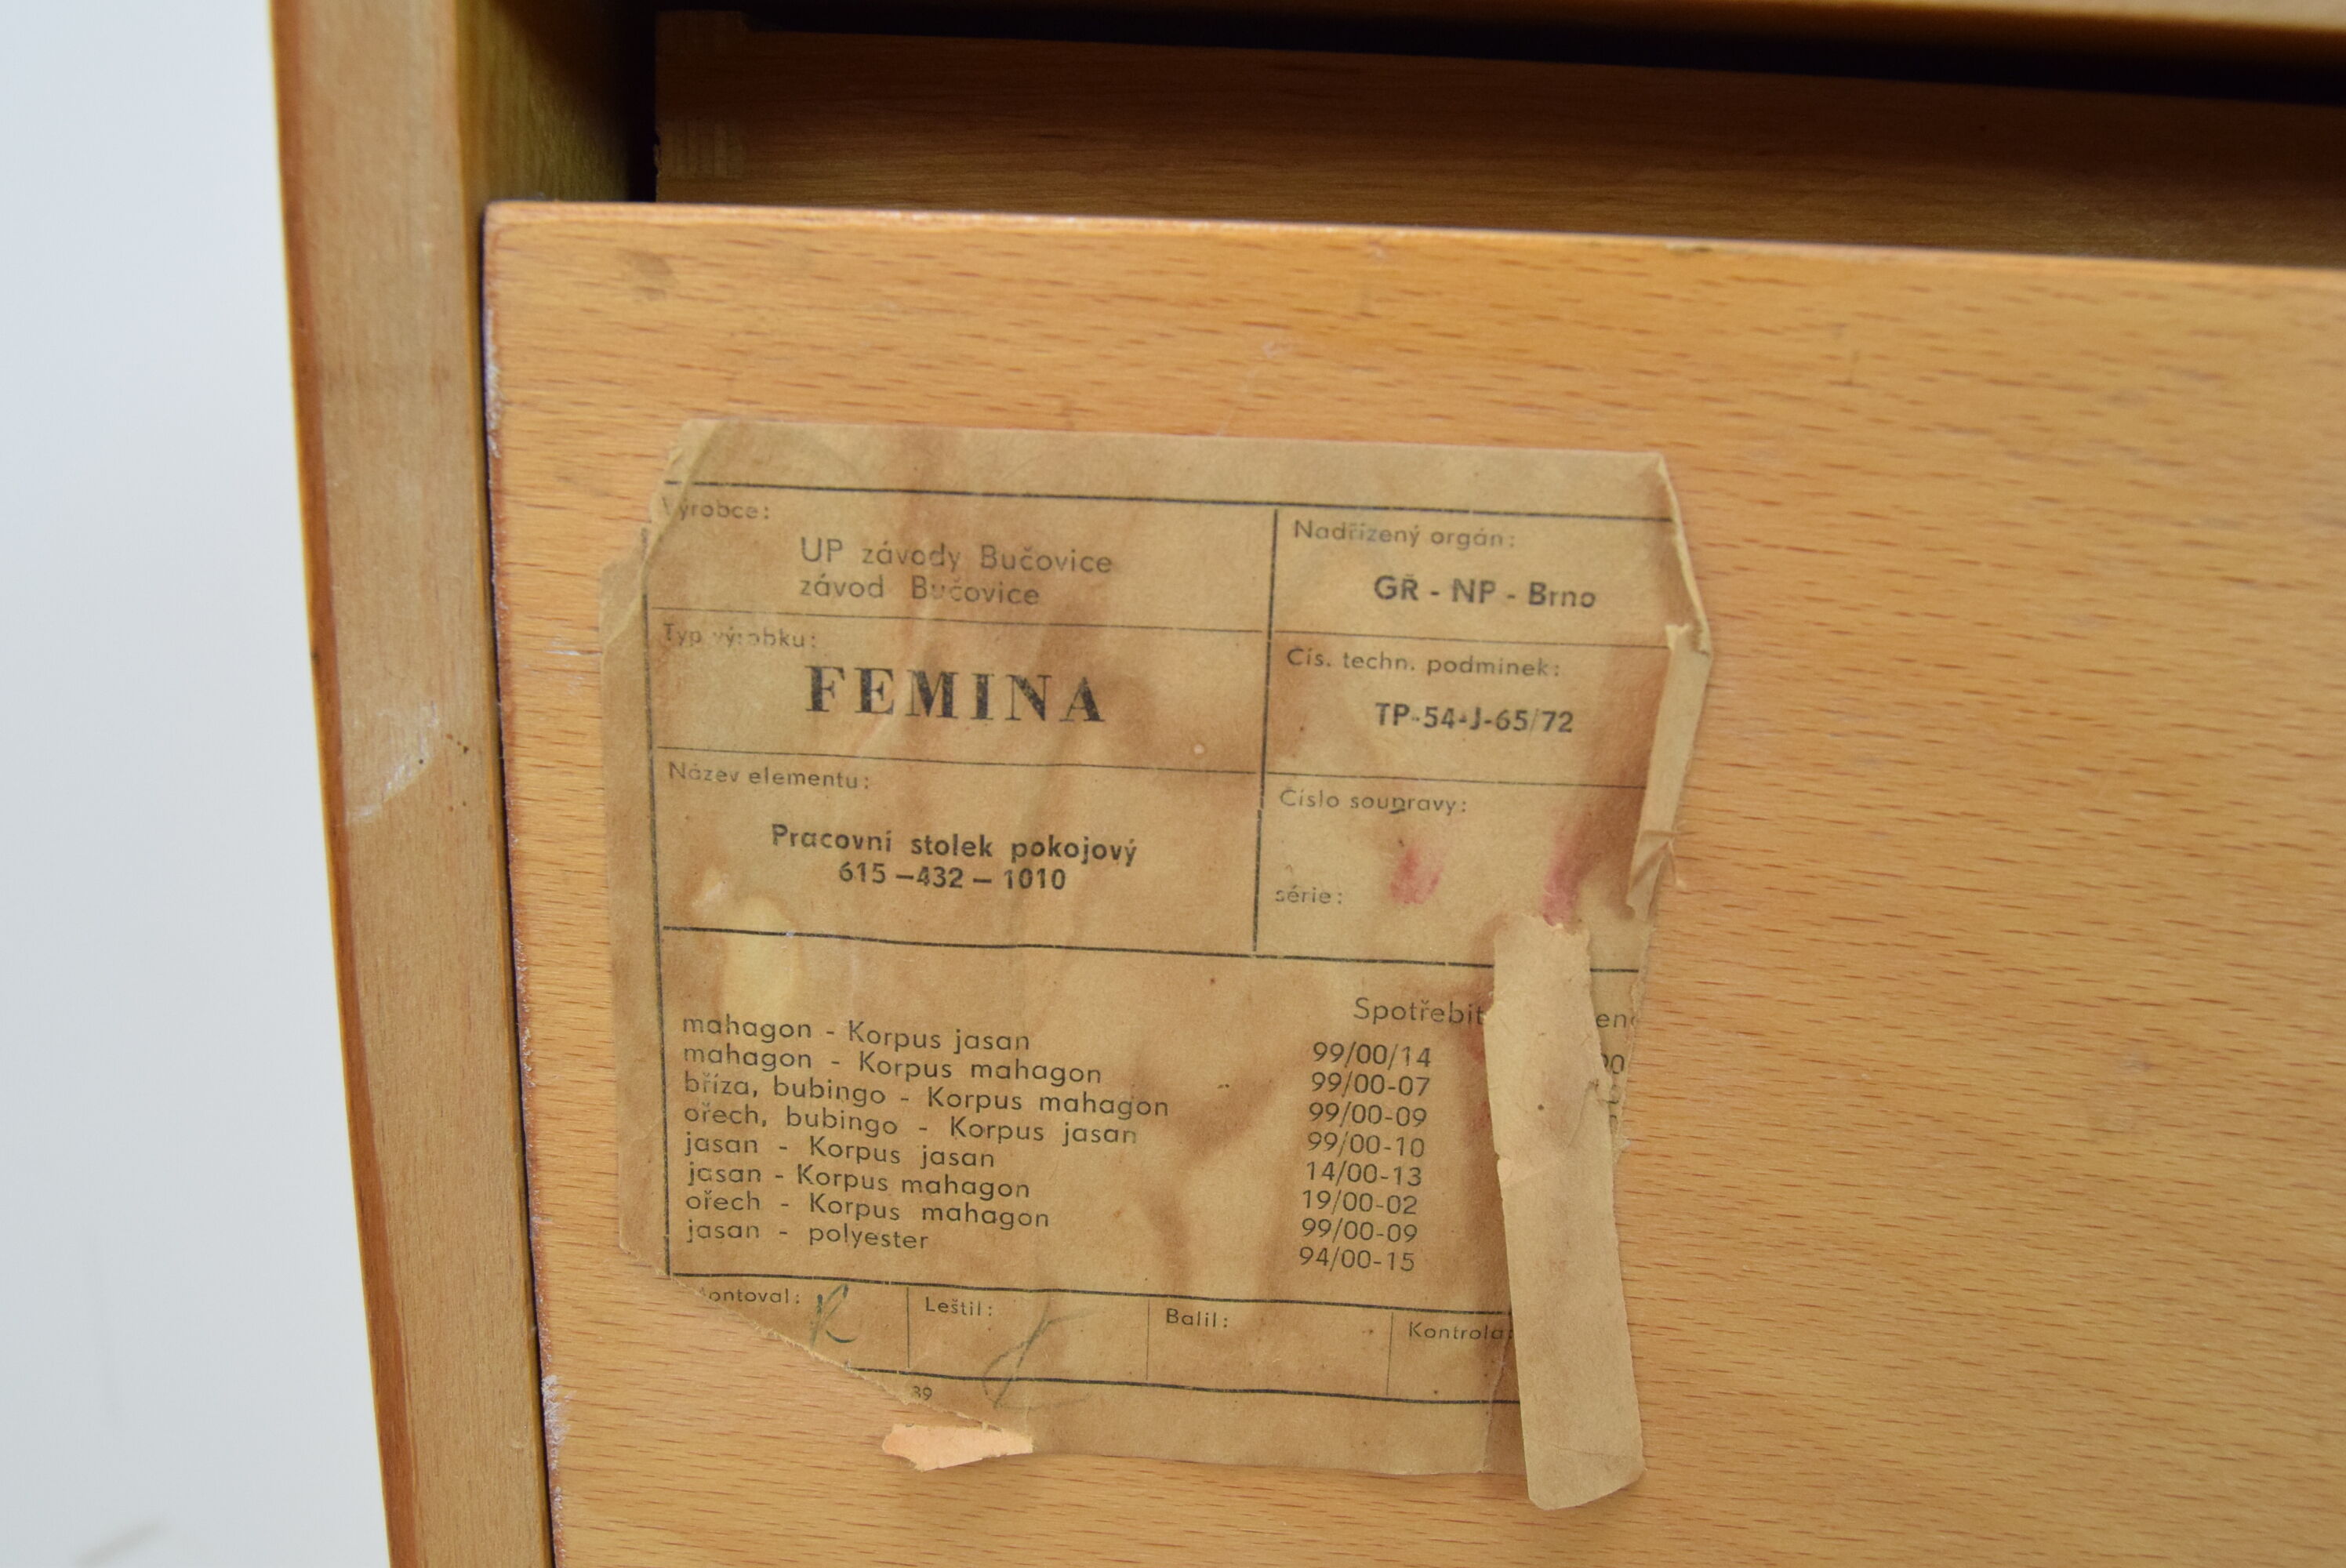 Výrobce:
UP závody Bučovice
závod Bučovice
Nadřízený orgán:
GŘ - NP - Brno
Typ výrobku:
FEMINA
Čís. techn. podmínek:
TP-54-J-65/72
Název elementu:
Pracovní stolek pokojový
615 – 432 – 1010
Číslo soupravy:
série:
mahagon - Korpus jasan 99/00/14
mahagon - Korpus mahagon 99/00-07
bříza, bubingo - Korpus mahagon 99/00-09
ořech, bubingo - Korpus jasan 99/00-10
jasan - Korpus jasan 14/00-13
jasan - Korpus mahagon 19/00-02
ořech - Korpus mahagon 99/00-09
jasan - polyester 94/00-15
Leštil:
Balil:
Kontrola: